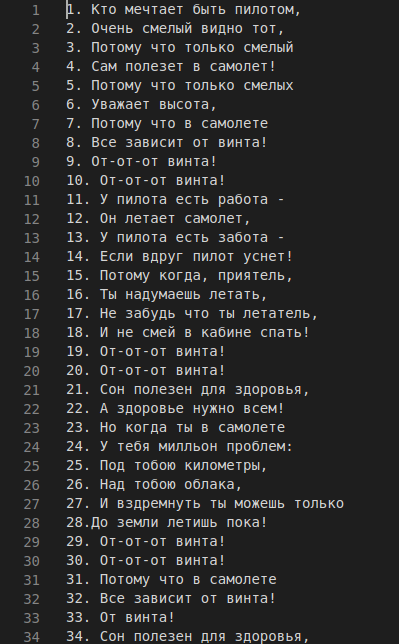 1 1. Кто мечтает быть пилотом,
2 2. Очень смелый видно тот,
3 3. Потому что только смелый
4 4. Сам полезет в самолет!
5 5. Потому что только смелых
6 6. Уважает высота,
7 7. Потому что в самолете
8 8. Все зависит от винта!
9 9. От-от-от винта!
10 10. От-от-от винта!
11 11. У пилота есть работа -
12 12. Он летает самолет,
13 13. У пилота есть забота -
14 14. Если вдруг пилот уснет!
15 15. Потому когда, приятель,
16 16. Ты надумаешь летать,
17 17. Не забудь что ты летатель,
18 18. И не смей в кабине спать!
19 19. От-от-от винта!
20 20. От-от-от винта!
21 21. Сон полезен для здоровья,
22 22. А здоровье нужно всем!
23 23. Но когда ты в самолете
24 24. У тебя милльон проблем:
25 25. Под тобою километры,
26 26. Над тобою облака,
27 27. И вздремнуть ты можешь только
28 28.До земли летишь пока!
29 29. От-от-от винта!
30 30. От-от-от винта!
31 31. Потому что в самолете
32 32. Все зависит от винта!
33 33. От винта!
34 34. Сон полезен для здоровья,